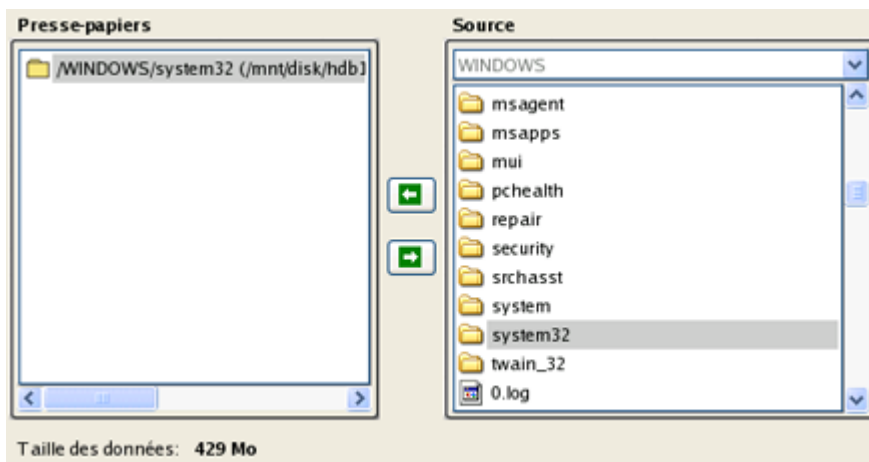 Presse-papiers
Source
/WINDOWS/system32 (/mnt/disk/hdb1
WINDOWS
msagent
msapps
mui
pchealth
repair
security
srchasst
system
system32
twain_32
0.log
Taille des données: 429 Mo